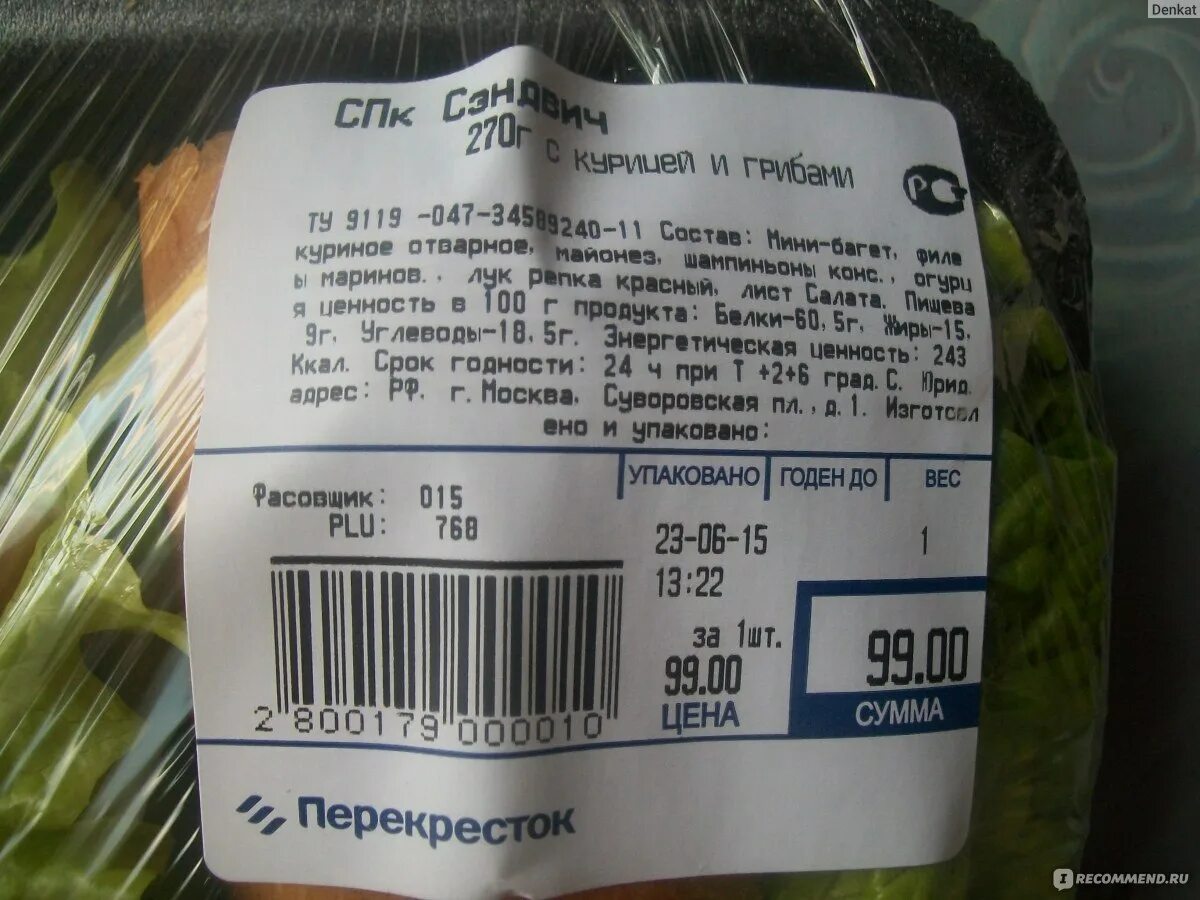 Denkat
СПк Сэндвич
270г с курицей и грибами
РСТ
ТУ 9119 -047-34589240-11 Состав: Мини-багет, филе
куриное отварное, майонез, шампиньоны конс., огурц
ы маринов., лук репка красный, лист Салата. Пищева
я ценность в 100 г продукта: Белки-60,5г, Жиры-15,
9г, Углеводы-18,5г. Энергетическая ценность: 243
Ккал. Срок годности: 24 ч при Т +2+6 град.С. Юрид.
адрес: РФ, г.Москва, Суворовская пл.,д.1. Изготовл
ено и упаковано:
УПАКОВАНО ГОДЕН ДО ВЕС
Фасовщик: 015
PLU: 768
23-06-15 1
13:22
за 1шт.
99.00 99.00
ЦЕНА СУММА
2 800179 000010
Перекресток
IRECOMMEND.RU